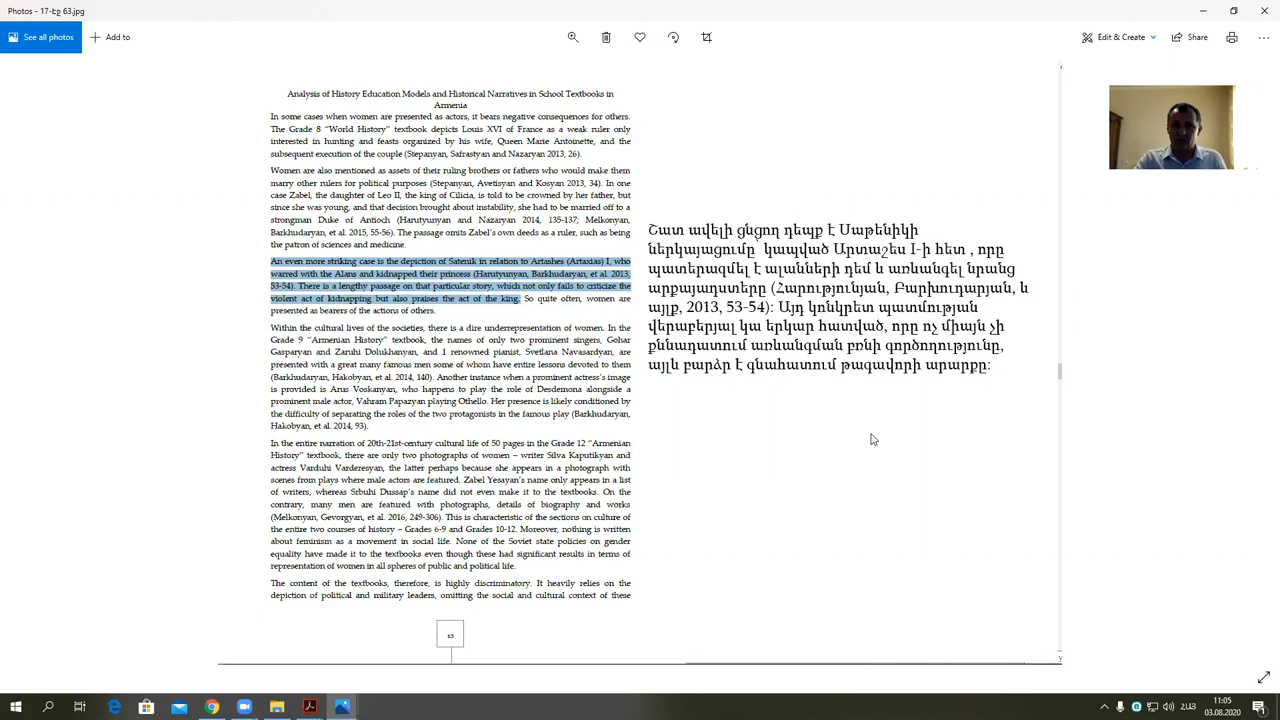 Photos - 17-Էջ 63.jpg
See all photos
Add to
Edit & Create
Share
Analysis of History Education Models and Historical Narratives in School Textbooks in
Armenia
In some cases when women are presented as actors, it bears negative consequences for others.
The Grade 8 “World History” textbook depicts Louis XVI of France as a weak ruler only
interested in hunting and feasts organized by his wife, Queen Marie Antoinette, and the
subsequent execution of the couple (Stepanyan, Safrastyan and Nazaryan 2013, 26).
Women are also mentioned as assets of their ruling brothers or fathers who would make them
marry other rulers for political purposes (Stepanyan, Avetisyan and Kosyan 2013, 34). In one
case Zabel, the daughter of Leo II, the king of Cilicia, is told to be crowned by her father, but
since she was young, and that decision brought about instability, she had to be married off to a
strongman Duke of Antioch (Harutyunyan and Nazaryan 2014, 135-137; Melkonyan,
Barkhudaryan, et al. 2015, 55-56). The passage omits Zabel’s own deeds as a ruler, such as being
the patron of sciences and medicine.
An even more striking case is the depiction of Satenik in relation to Artashes (Artaxias) I, who
warred with the Alans and kidnapped their princess (Harutyunyan, Barkhudaryan, et al. 2013,
53-54). There is a lengthy passage on that particular story, which not only fails to criticize the
violent act of kidnapping but also praises the act of the king. So quite often, women are
presented as bearers of the actions of others.
Within the cultural lives of the societies, there is a dire underrepresentation of women. In the
Grade 9 “Armenian History” textbook, the names of only two prominent singers, Gohar
Gasparyan and Zaruhi Dolukhanyan, and 1 renowned pianist, Svetlana Navasardyan, are
presented with a great many famous men some of whom have entire lessons devoted to them
(Barkhudaryan, Hakobyan, et al. 2014, 140). Another instance when a prominent actress’s image
is provided is Arus Voskanyan, who happens to play the role of Desdemona alongside a
prominent male actor, Vahram Papazyan playing Othello. Her presence is likely conditioned by
the difficulty of separating the roles of the two protagonists in the famous play (Barkhudaryan,
Hakobyan, et al. 2014, 93).
In the entire narration of 20th-21st-century cultural life of 50 pages in the Grade 12 “Armenian
History” textbook, there are only two photographs of women – writer Silva Kaputikyan and
actress Varduhi Varderesyan, the latter perhaps because she appears in a photograph with
scenes from plays where male actors are featured. Zabel Yesayan’s name only appears in a list
of writers, whereas Srbuhi Dussap’s name did not even make it to the textbooks. On the
contrary, many men are featured with photographs, details of biography and works
(Melkonyan, Gevorgyan, et al. 2016, 249-306). This is characteristic of the sections on culture of
the entire two courses of history – Grades 6-9 and Grades 10-12. Moreover, nothing is written
about feminism as a movement in social life. None of the Soviet state policies on gender
equality have made it to the textbooks even though these had significant results in terms of
representation of women in all spheres of public and political life.
The content of the textbooks, therefore, is highly discriminatory. It heavily relies on the
depiction of political and military leaders, omitting the social and cultural context of these
63
Շատ ավելի ցնցող դեպք է Սաթենիկի
ներկայացումը՝ կապված Արտաշես I-ի հետ , որը
պատերազմել է ալանների դեմ և առևանգել նրանց
արքայադստերը (Հարությունյան, Բարխուդարյան, և
այլք, 2013, 53-54): Այդ կոնկրետ պատմության
վերաբերյալ կա երկար հատված, որը ոչ միայն չի
քննադատում առևանգման բռնի գործողությունը,
այլև բարձր է գնահատում թագավորի արարքը:
11:05
03.08.2020